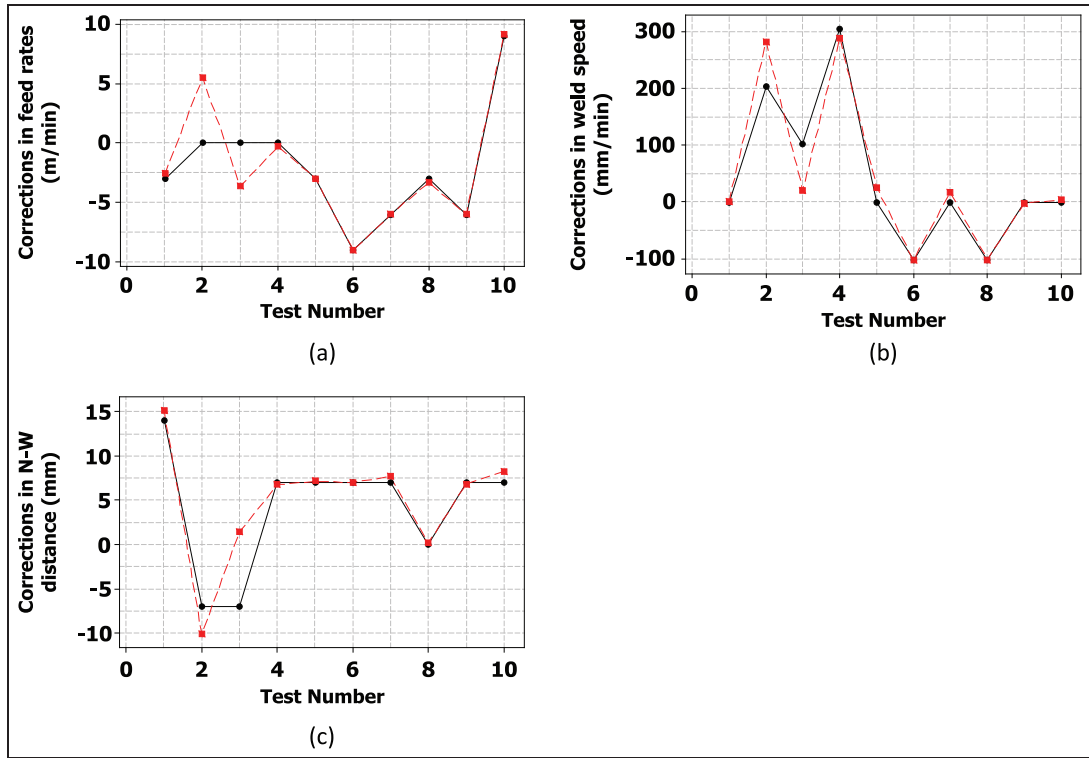 Corrections in feed rates
(m/min)
10
5
0
-5
-10
0 2 4 6 8 10
Test Number
(a)
Corrections in weld speed
(mm/min)
300
200
100
0
-100
0 2 4 6 8 10
Test Number
(b)
Corrections in N-W
distance (mm)
15
10
5
0
-5
-10
0 2 4 6 8 10
Test Number
(c)